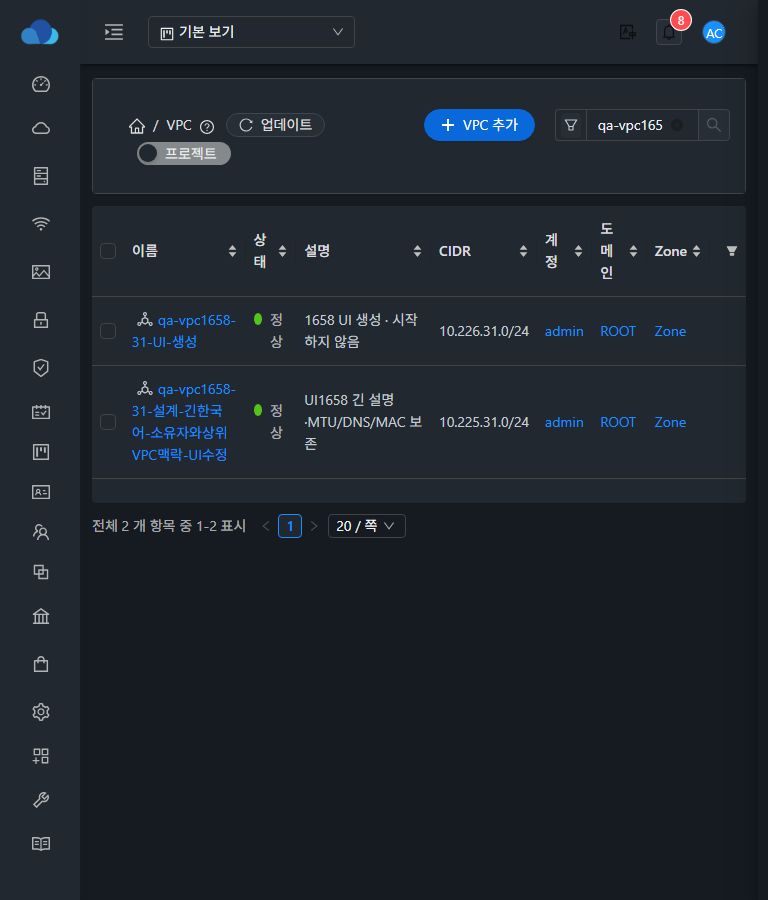 기본 보기
8
AC
/ VPC
업데이트
VPC 추가
qa-vpc165
프로젝트
이름
상태
설명
CIDR
계정
도메인
Zone
qa-vpc1658-
31-UI-생성
정상
1658 UI 생성 · 시작
하지 않음
10.226.31.0/24
admin
ROOT
Zone
qa-vpc1658-
31-설계-긴한국
어-소유자와상위
VPC맥락-UI수정
정상
UI1658 긴 설명
·MTU/DNS/MAC 보
존
10.225.31.0/24
admin
ROOT
Zone
전체 2 개 항목 중 1-2 표시
1
20 / 쪽